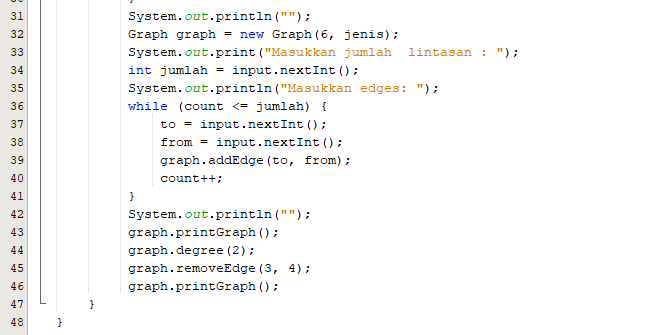 30 }
31 System.out.println("");
32 Graph graph = new Graph(6, jenis);
33 System.out.print("Masukkan jumlah  lintasan : ");
34 int jumlah = input.nextInt();
35 System.out.println("Masukkan edges: ");
36 while (count <= jumlah) {
37 to = input.nextInt();
38 from = input.nextInt();
39 graph.addEdge(to, from);
40 count++;
41 }
42 System.out.println("");
43 graph.printGraph();
44 graph.degree(2);
45 graph.removeEdge(3, 4);
46 graph.printGraph();
47 }
48 }